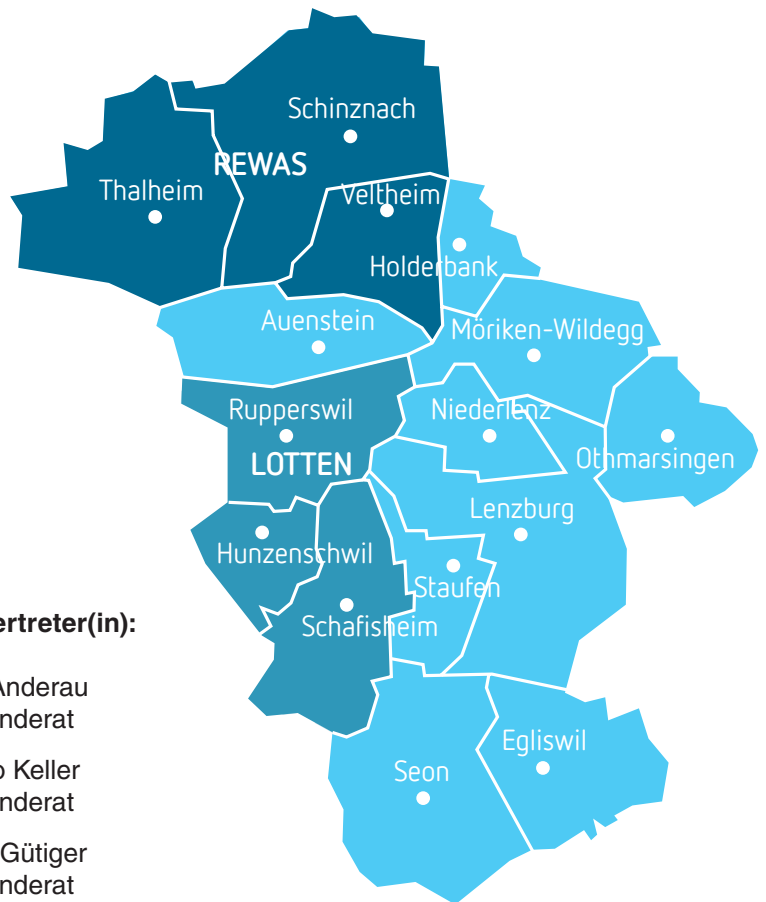 Schinznach
REWAS
Thalheim
Veltheim
Holderbank
Auenstein
Möriken-Wildegg
Rupperswil
Niederlenz
LOTTEN
Othmarsingen
Lenzburg
Hunzenschwil
Staufen
Schafisheim
Egliswil
Seon
ertreter(in):
Anderau
nderat
Keller
nderat
Gütiger
nderat